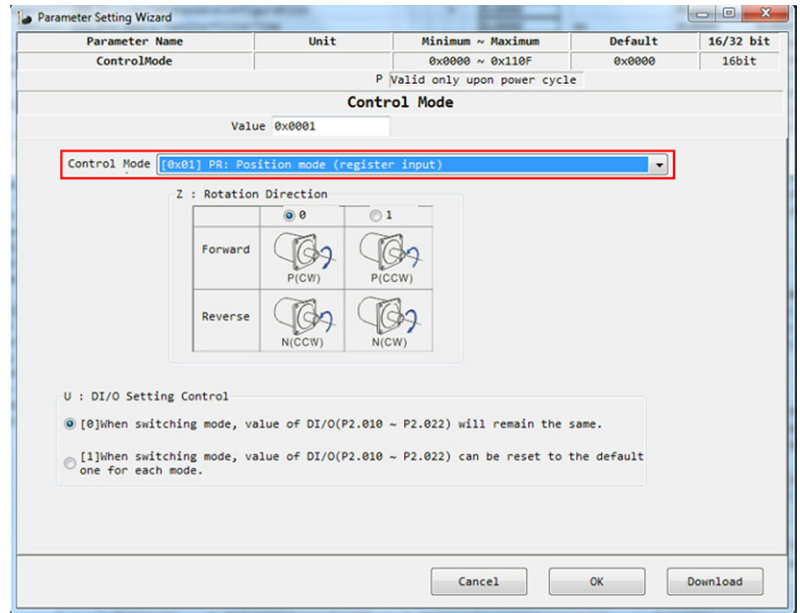 Parameter Setting Wizard
Parameter Name Unit Minimum ~ Maximum Default 16/32 bit
ControlMode 0x0000 ~ 0x110F 0x0000 16bit
P Valid only upon power cycle
Control Mode
Value 0x0001
Control Mode [0x01] PR: Position mode (register input)
Z : Rotation Direction
0 1
Forward
P(CW) P(CCW)
Reverse
N(CCW) N(CW)
U : DI/O Setting Control
[0]When switching mode, value of DI/O(P2.010 ~ P2.022) will remain the same.
[1]When switching mode, value of DI/O(P2.010 ~ P2.022) can be reset to the default
one for each mode.
Cancel OK Download